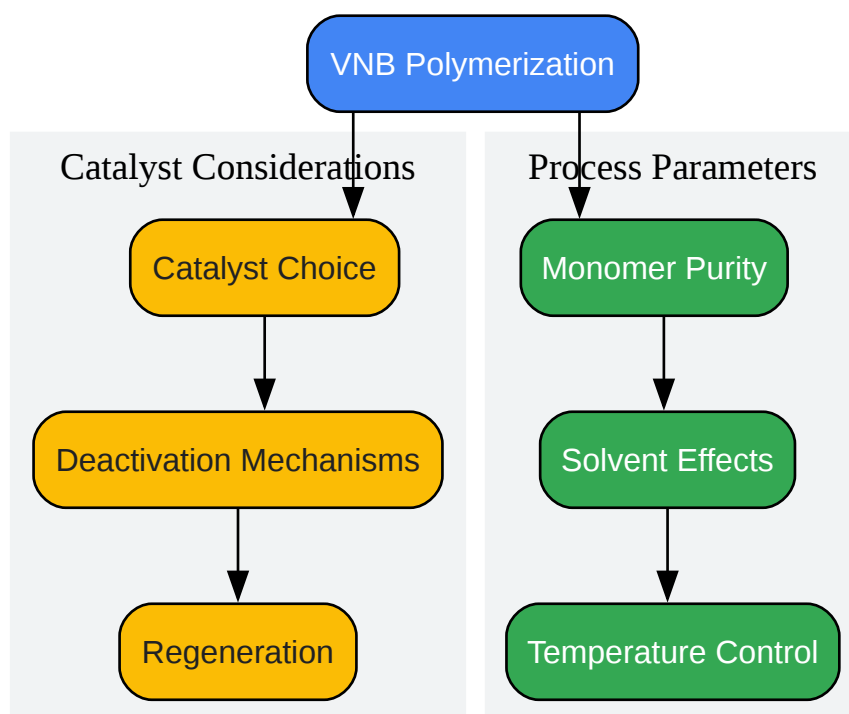 VNB Polymerization
Catalyst Considerations
Process Parameters
Catalyst Choice
Monomer Purity
Deactivation Mechanisms
Solvent Effects
Regeneration
Temperature Control